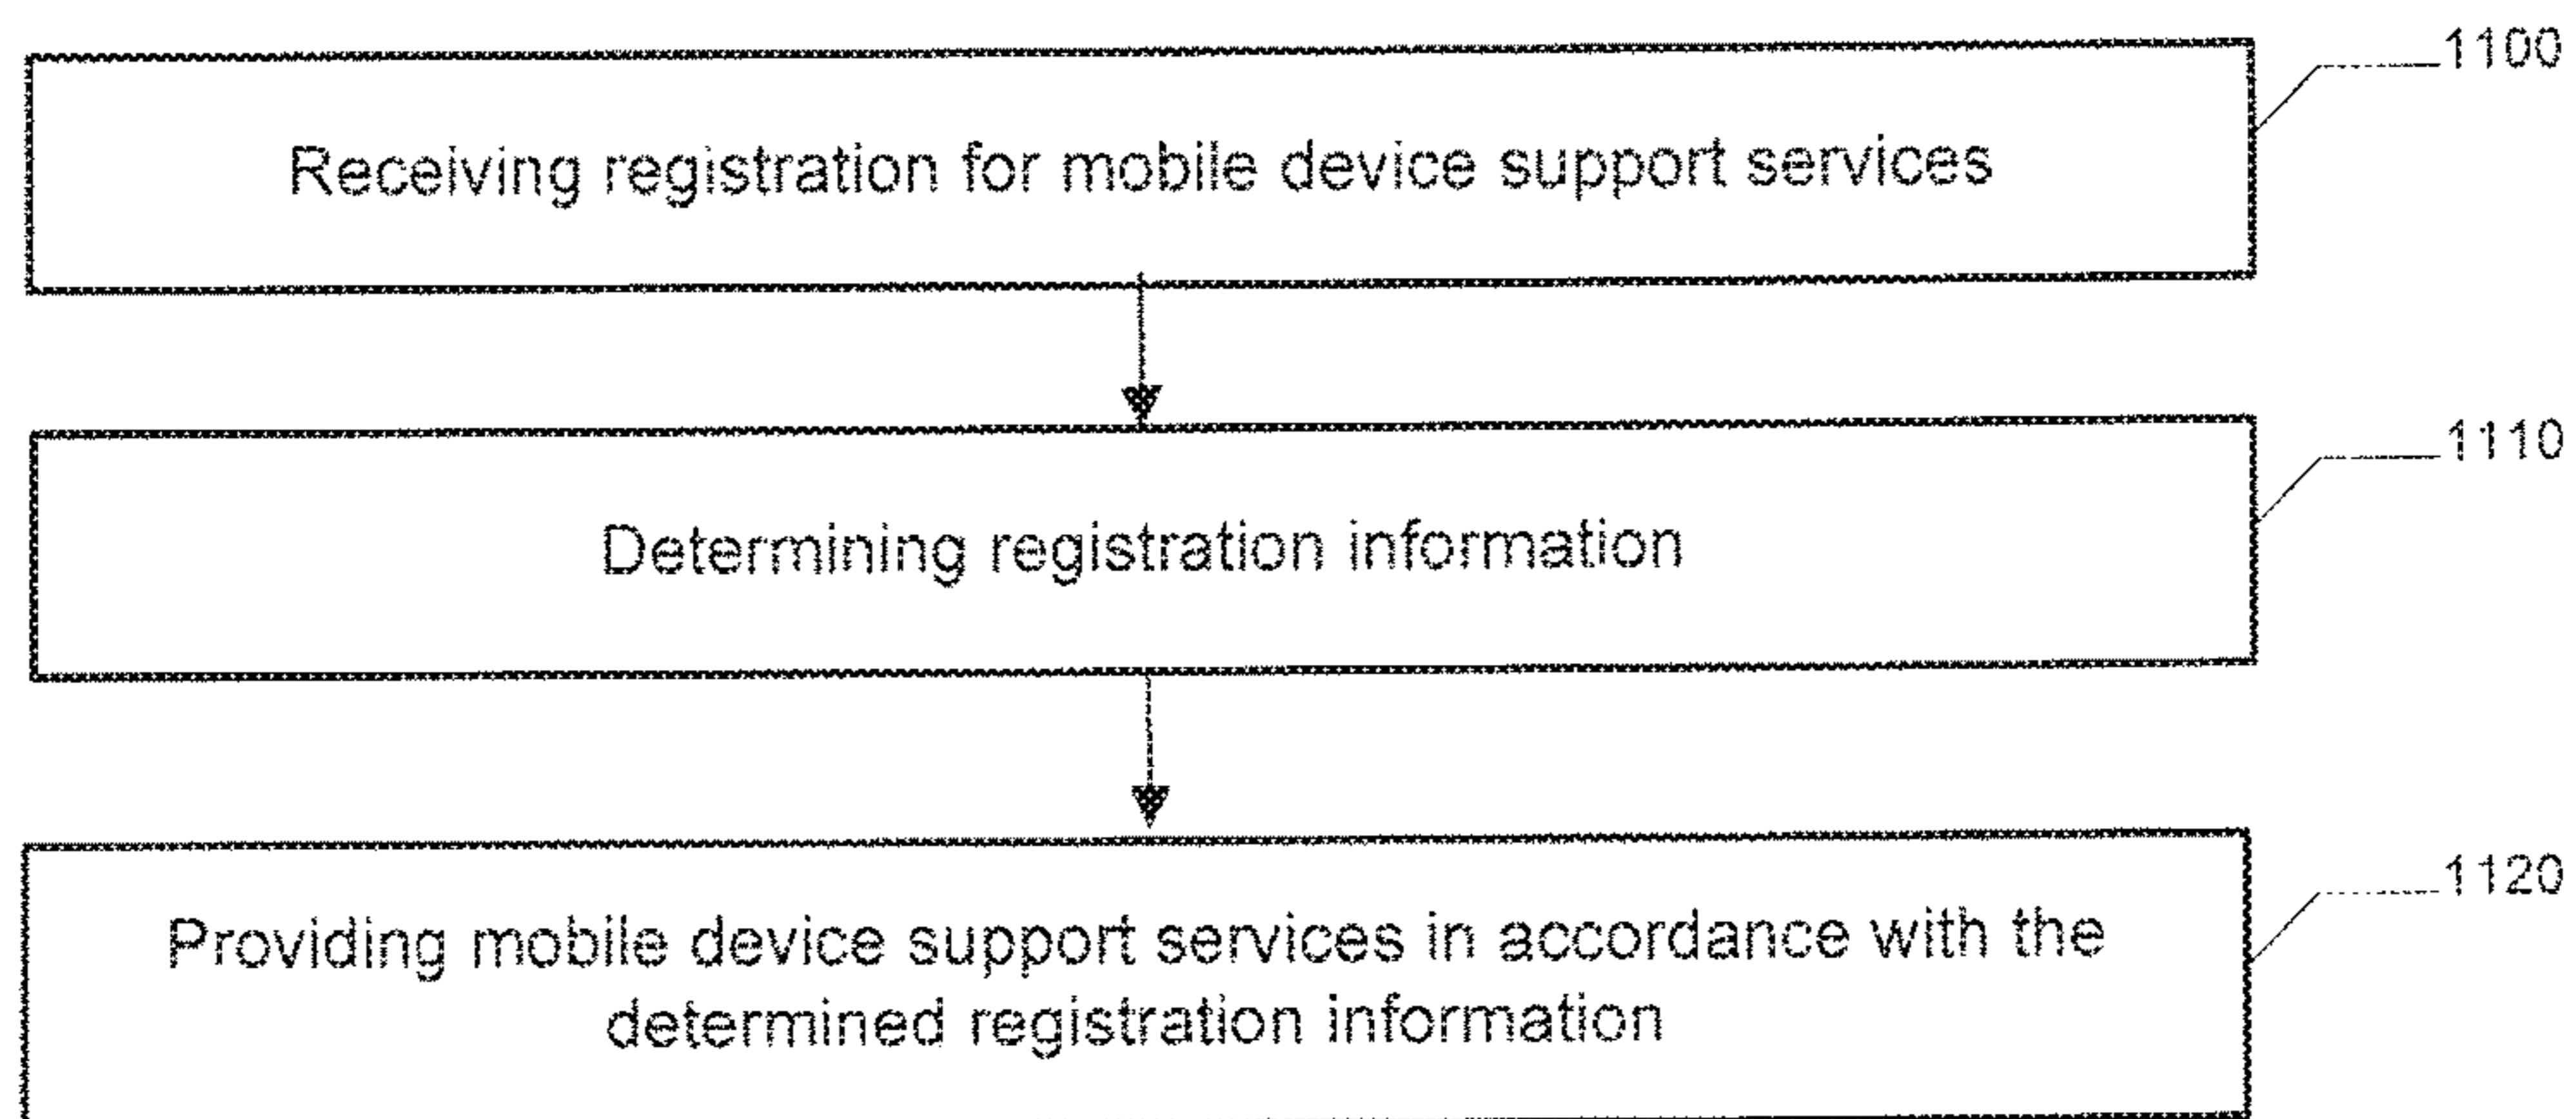 1100
Receiving registration for mobile device support services
1110
Determining registration information
1120
Providing mobile device support services in accordance with the
determined registration information